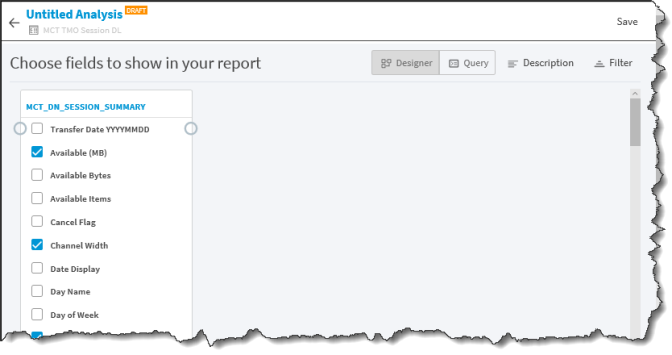 Untitled Analysis DRAFT
MCT TMO Session DL
Save
Choose fields to show in your report
Designer
Query
Description
Filter
MCT_DN_SESSION_SUMMARY
Transfer Date YYYYMMDD
Available (MB)
Available Bytes
Available Items
Cancel Flag
Channel Width
Date Display
Day Name
Day of Week